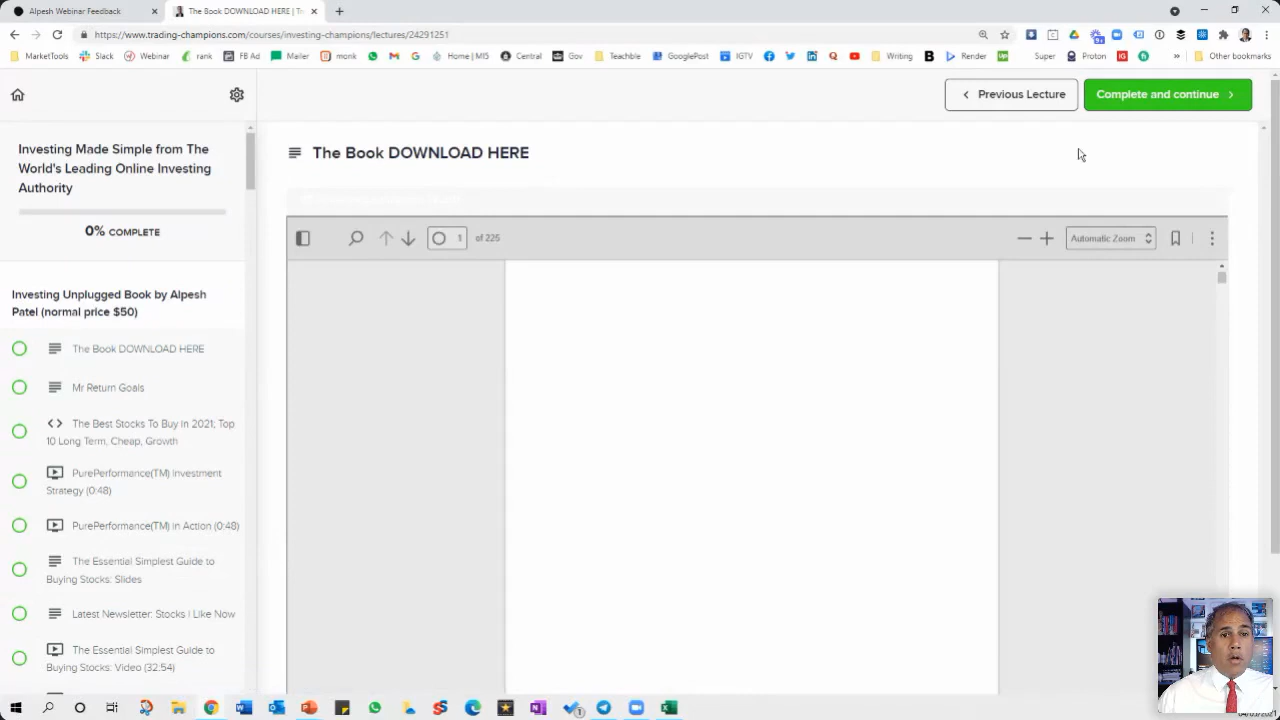 Alpesh Webinar Feedback
The Book DOWNLOAD HERE | Tr
https://www.trading-champions.com/courses/investing-champions/lectures/24291251
MarketTools
Slack
Webinar
rank
FB Ad
Mailer
monk
Home | MIS
Central
Gov
Teachble
GooglePost
IGTV
Writing
Render
Super
Proton
Other bookmarks
Previous Lecture
Complete and continue
Investing Made Simple from The
World's Leading Online Investing
Authority
0% COMPLETE
Investing Unplugged Book by Alpesh
Patel (normal price $50)
The Book DOWNLOAD HERE
Mr Return Goals
The Best Stocks To Buy In 2021; Top
10 Long Term, Cheap, Growth
PurePerformance(TM) Investment
Strategy (0:48)
PurePerformance(TM) in Action (0:48)
The Essential Simplest Guide to
Buying Stocks: Slides
Latest Newsletter: Stocks I Like Now
The Essential Simplest Guide to
Buying Stocks: Video (32:54)
The Book DOWNLOAD HERE
1
of 225
Automatic Zoom